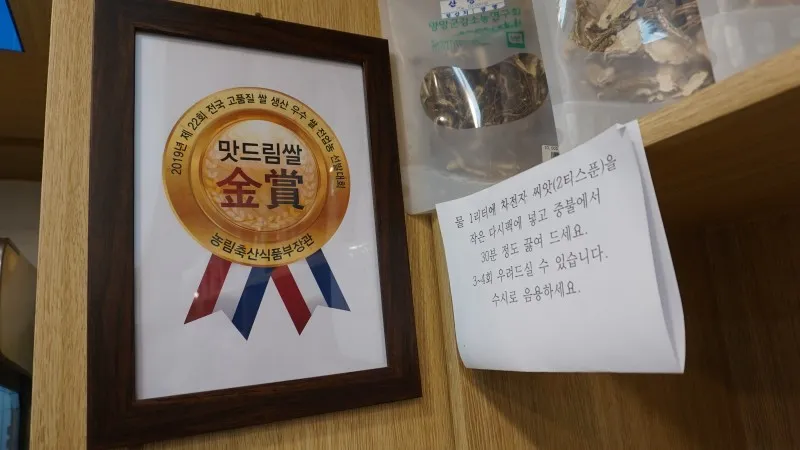 2019년 제 22회 전국 고품질 쌀 생산 우수 쌀 전업농 선발대회
맛드림쌀
金賞
농림축산식품부장관
물 1리터에 차전자 씨앗(2티스푼)을
작은 다시팩에 넣고 중불에서
30분 정도 끓여 드세요.
3~4회 우려드실 수 있습니다.
수시로 음용하세요.